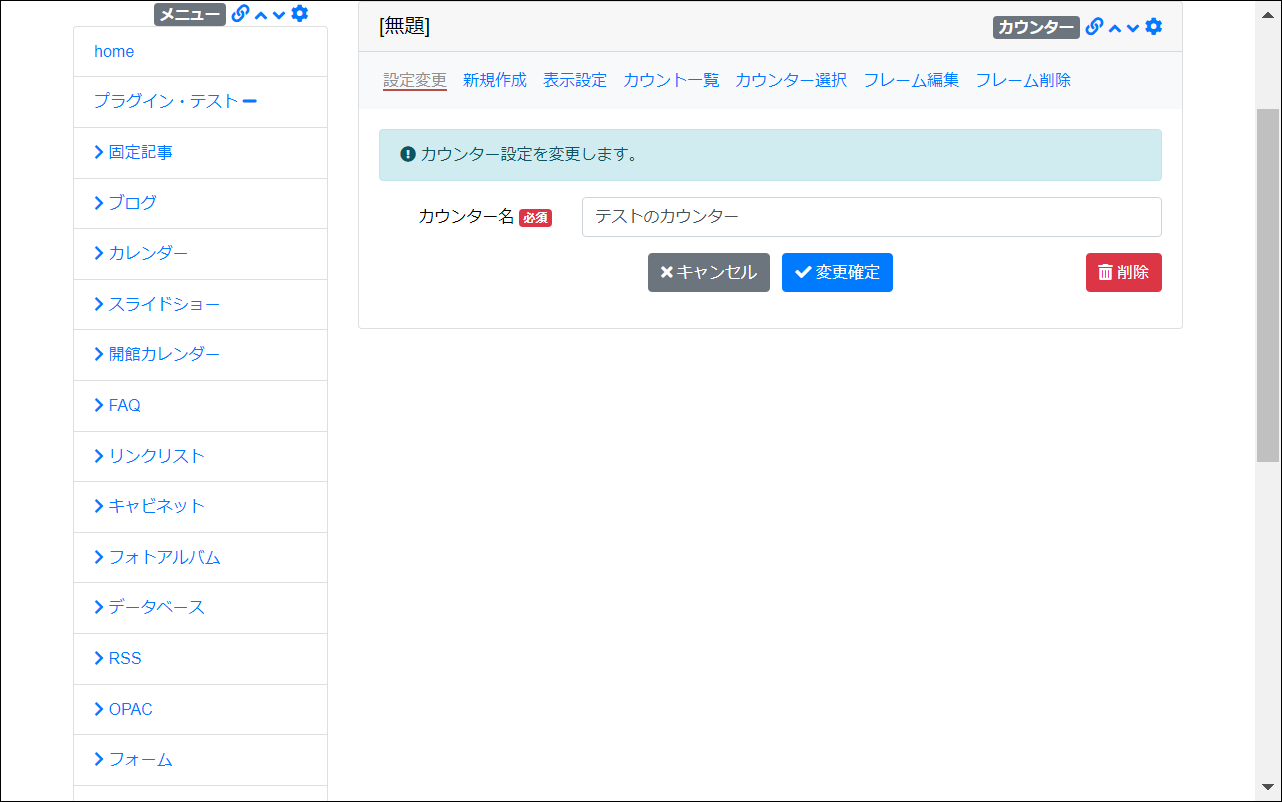 メニュー
home
プラグイン・テスト
固定記事
ブログ
カレンダー
スライドショー
開館カレンダー
FAQ
リンクリスト
キャビネット
フォトアルバム
データベース
RSS
OPAC
フォーム
[無題] カウンター
設定変更 新規作成 表示設定 カウント一覧 カウンター選択 フレーム編集 フレーム削除
カウンター設定を変更します。
カウンター名 必須 テストのカウンター
キャンセル 変更確定 削除